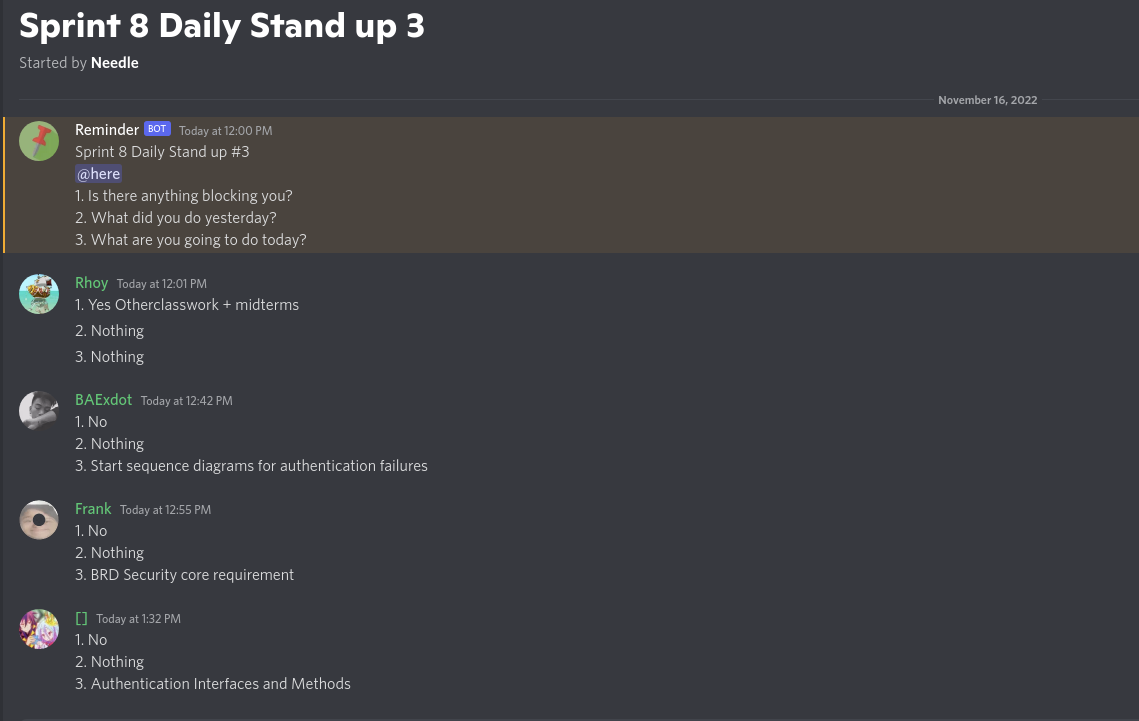 Sprint 8 Daily Stand up 3
Started by Needle
November 16, 2022
Reminder BOT Today at 12:00 PM
Sprint 8 Daily Stand up #3
@here
1. Is there anything blocking you?
2. What did you do yesterday?
3. What are you going to do today?
Rhoy Today at 12:01 PM
1. Yes Otherclasswork + midterms
2. Nothing
3. Nothing
BAExdot Today at 12:42 PM
1. No
2. Nothing
3. Start sequence diagrams for authentication failures
Frank Today at 12:55 PM
1. No
2. Nothing
3. BRD Security core requirement
[] Today at 1:32 PM
1. No
2. Nothing
3. Authentication Interfaces and Methods